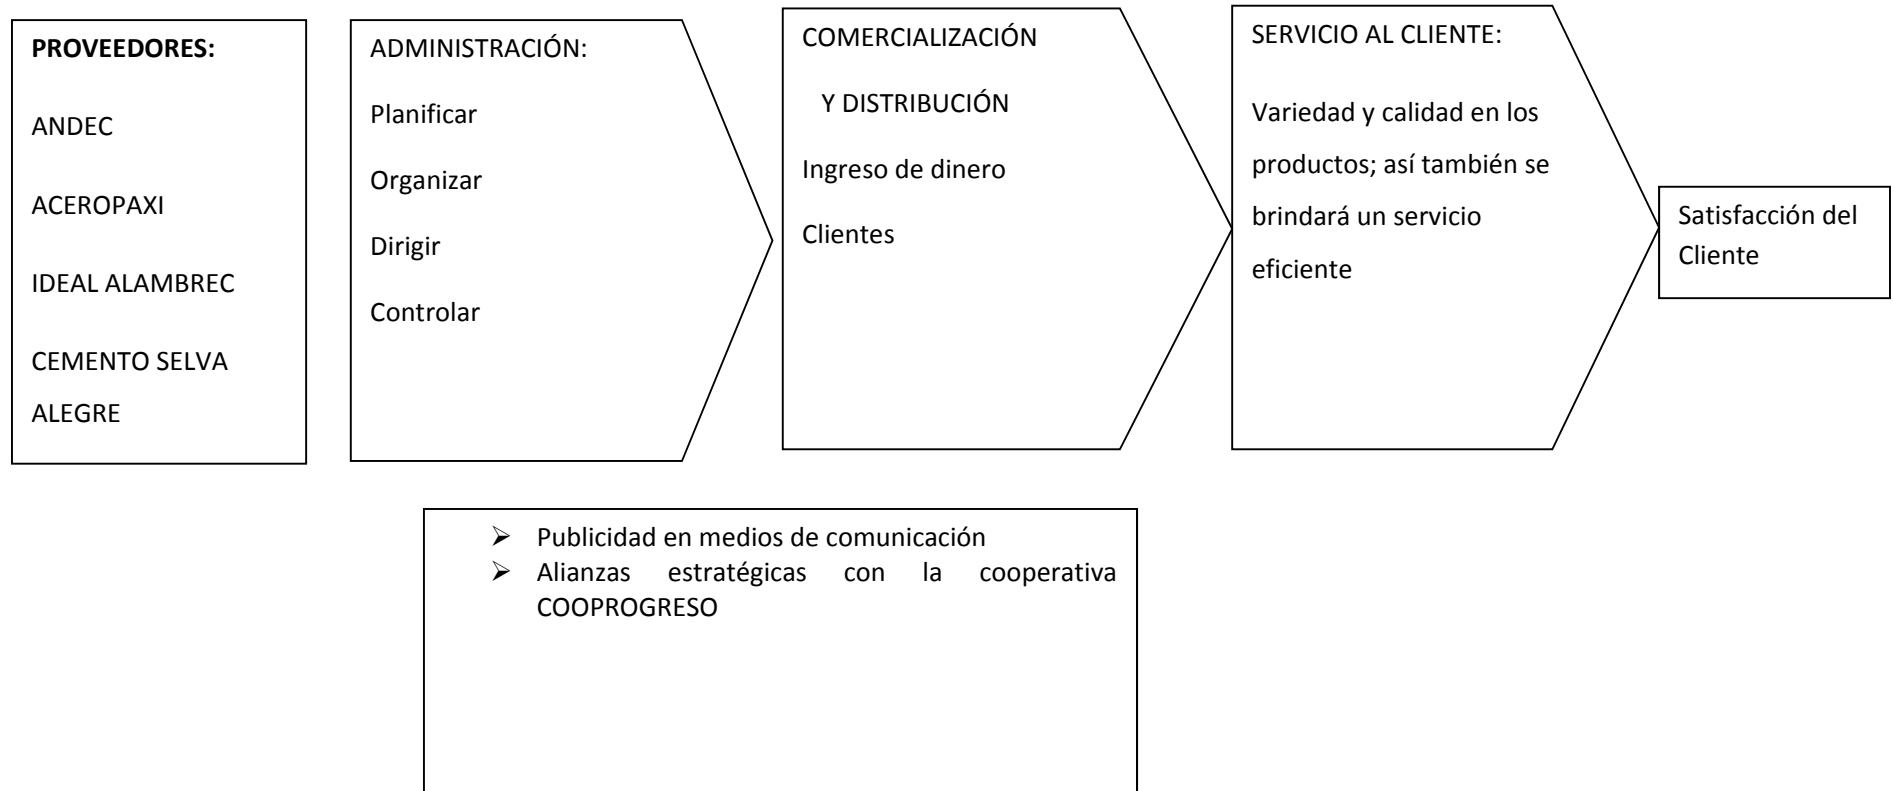 PROVEEDORES:
ANDEC
ACEROPAXI
IDEAL ALAMBREC
CEMENTO SELVA
ALEGRE
ADMINISTRACIÓN:
Planificar
Organizar
Dirigir
Controlar
COMERCIALIZACIÓN
Y DISTRIBUCIÓN
Ingreso de dinero
Clientes
SERVICIO AL CLIENTE:
Variedad y calidad en los
productos; así también se
brindará un servicio
eficiente
Satisfacción del
Cliente
➢ Publicidad en medios de comunicación
➢ Alianzas estratégicas con la cooperativa
COOPROGRESO